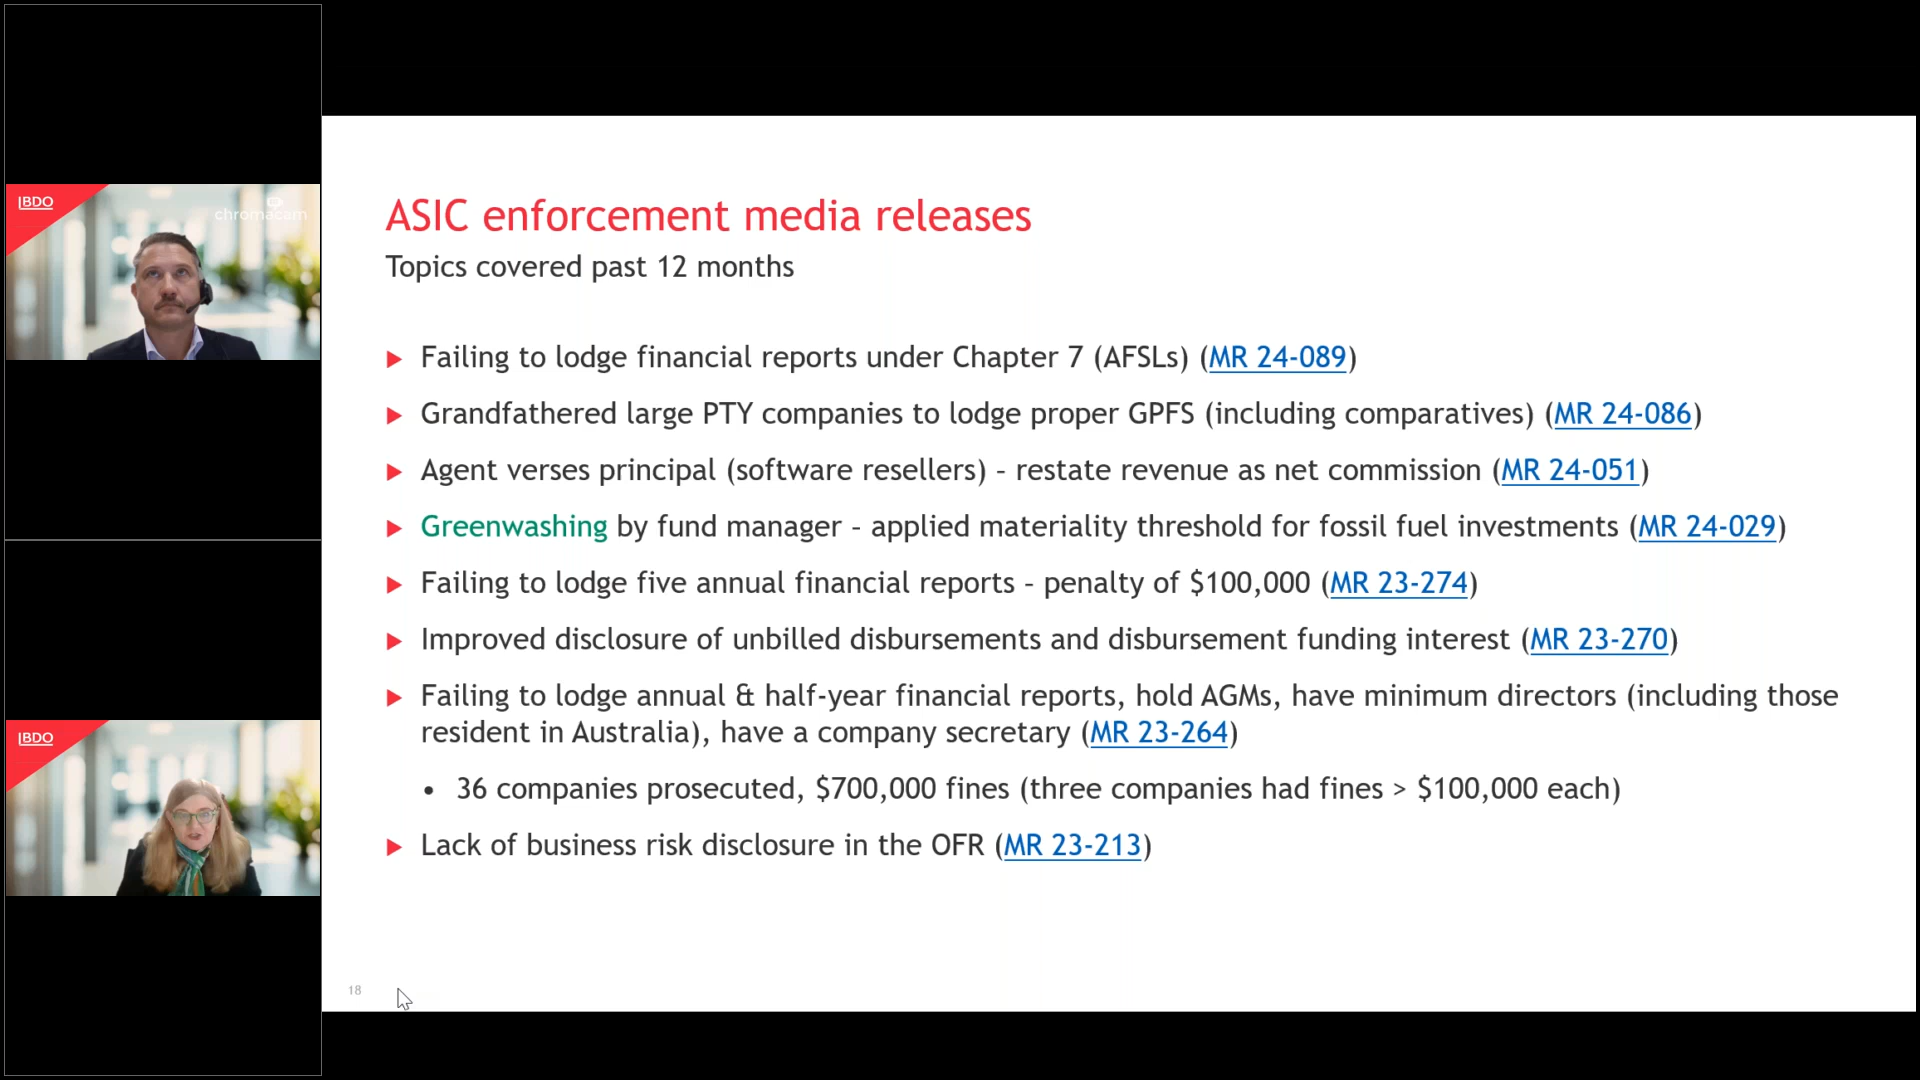 BDO
chromacam
BDO
ASIC enforcement media releases
Topics covered past 12 months
Failing to lodge financial reports under Chapter 7 (AFSLs) (MR 24-089)
Grandfathered large PTY companies to lodge proper GPFS (including comparatives) (MR 24-086)
Agent verses principal (software resellers) – restate revenue as net commission (MR 24-051)
Greenwashing by fund manager – applied materiality threshold for fossil fuel investments (MR 24-029)
Failing to lodge five annual financial reports – penalty of $100,000 (MR 23-274)
Improved disclosure of unbilled disbursements and disbursement funding interest (MR 23-270)
Failing to lodge annual & half-year financial reports, hold AGMs, have minimum directors (including those
resident in Australia), have a company secretary (MR 23-264)
• 36 companies prosecuted, $700,000 fines (three companies had fines > $100,000 each)
Lack of business risk disclosure in the OFR (MR 23-213)
18